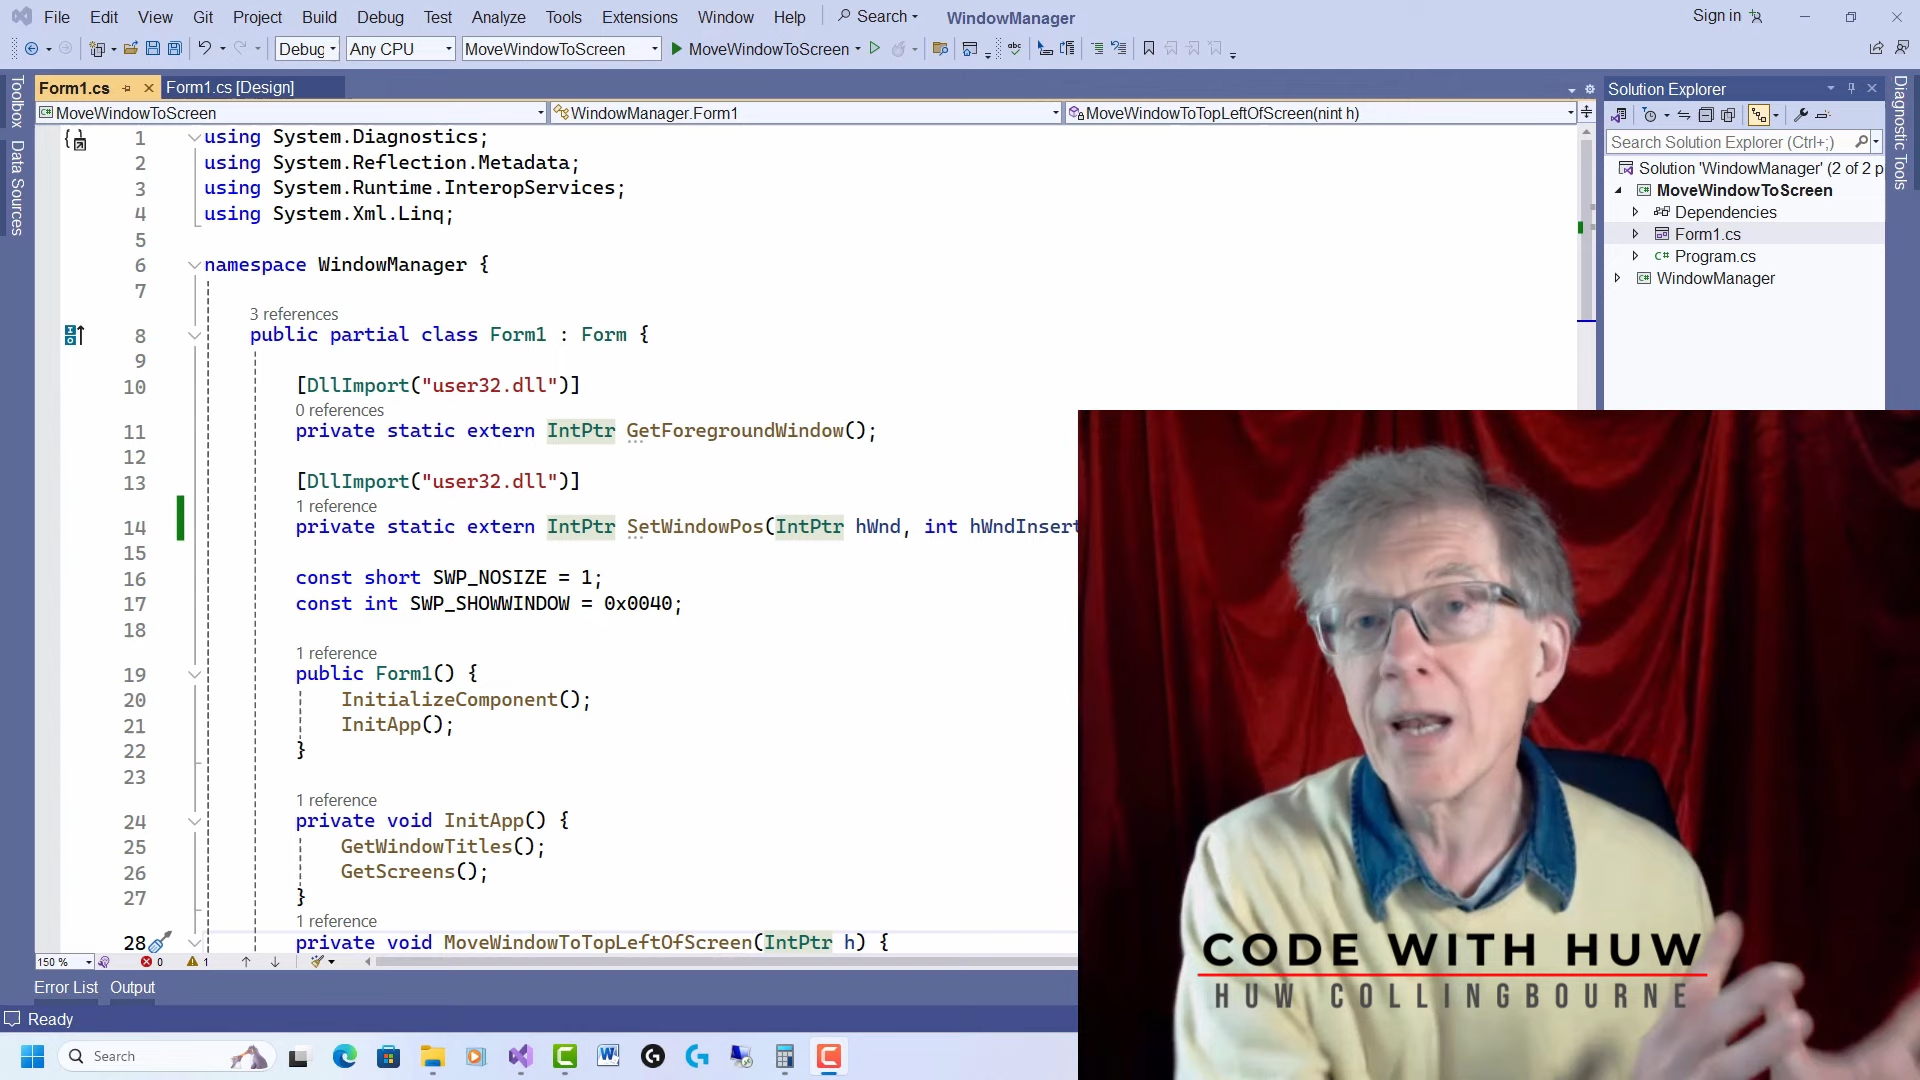 File Edit View Git Project Build Debug Test Analyze Tools Extensions Window Help Search WindowManager Sign in
Debug Any CPU MoveWindowToScreen MoveWindowToScreen
Form1.cs Form1.cs [Design]
MoveWindowToScreen WindowManager.Form1 MoveWindowToTopLeftOfScreen(nint h)
Toolbox
Data Sources
1 using System.Diagnostics;
2 using System.Reflection.Metadata;
3 using System.Runtime.InteropServices;
4 using System.Xml.Linq;
5
6 namespace WindowManager {
7
3 references
8 public partial class Form1 : Form {
9
10 [DllImport("user32.dll")]
0 references
11 private static extern IntPtr GetForegroundWindow();
12
13 [DllImport("user32.dll")]
1 reference
14 private static extern IntPtr SetWindowPos(IntPtr hWnd, int hWndInsert
15
16 const short SWP_NOSIZE = 1;
17 const int SWP_SHOWWINDOW = 0x0040;
18
1 reference
19 public Form1() {
20 InitializeComponent();
21 InitApp();
22 }
23
1 reference
24 private void InitApp() {
25 GetWindowTitles();
26 GetScreens();
27 }
1 reference
28 private void MoveWindowToTopLeftOfScreen(IntPtr h) {
150 % 0 1
Error List Output
Ready
Search
Solution Explorer
Search Solution Explorer (Ctrl+;)
Solution 'WindowManager' (2 of 2 p
MoveWindowToScreen
Dependencies
Form1.cs
Program.cs
WindowManager
Diagnostic Tools
CODE WITH HUW
HUW COLLINGBOURNE